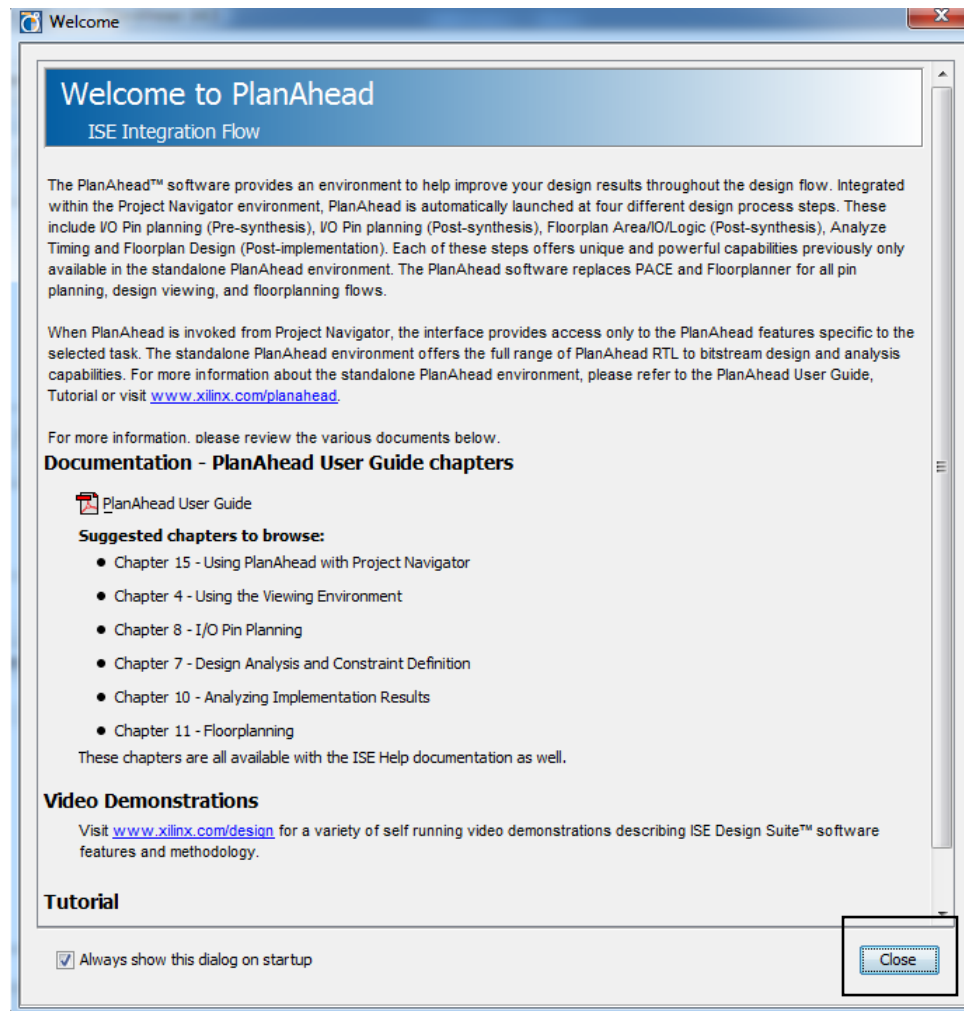 Welcome
Welcome to PlanAhead
ISE Integration Flow
The PlanAhead™ software provides an environment to help improve your design results throughout the design flow. Integrated
within the Project Navigator environment, PlanAhead is automatically launched at four different design process steps. These
include I/O Pin planning (Pre-synthesis), I/O Pin planning (Post-synthesis), Floorplan Area/IO/Logic (Post-synthesis), Analyze
Timing and Floorplan Design (Post-implementation). Each of these steps offers unique and powerful capabilities previously only
available in the standalone PlanAhead environment. The PlanAhead software replaces PACE and Floorplanner for all pin
planning, design viewing, and floorplanning flows.
When PlanAhead is invoked from Project Navigator, the interface provides access only to the PlanAhead features specific to the
selected task. The standalone PlanAhead environment offers the full range of PlanAhead RTL to bitstream design and analysis
capabilities. For more information about the standalone PlanAhead environment, please refer to the PlanAhead User Guide,
Tutorial or visit www.xilinx.com/planahead.
For more information, please review the various documents below.
Documentation - PlanAhead User Guide chapters
PlanAhead User Guide
Suggested chapters to browse:
● Chapter 15 - Using PlanAhead with Project Navigator
● Chapter 4 - Using the Viewing Environment
● Chapter 8 - I/O Pin Planning
● Chapter 7 - Design Analysis and Constraint Definition
● Chapter 10 - Analyzing Implementation Results
● Chapter 11 - Floorplanning
These chapters are all available with the ISE Help documentation as well.
Video Demonstrations
Visit www.xilinx.com/design for a variety of self running video demonstrations describing ISE Design Suite™ software
features and methodology.
Tutorial
Always show this dialog on startup
Close